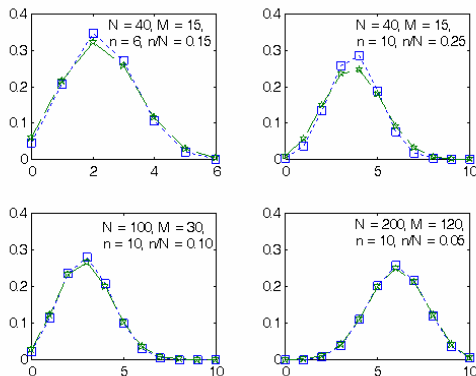 N = 40, M = 15,
n = 6, n/N = 0.15
0.4
0.3
0.2
0.1
0
0 2 4 6
N = 40, M = 15,
n = 10, n/N = 0.25
0.4
0.3
0.2
0.1
0
0 5 10
N = 100, M = 30,
n = 10, n/N = 0.10
0.4
0.3
0.2
0.1
0
0 5 10
N = 200, M = 120,
n = 10, n/N = 0.05
0.4
0.3
0.2
0.1
0
0 5 10